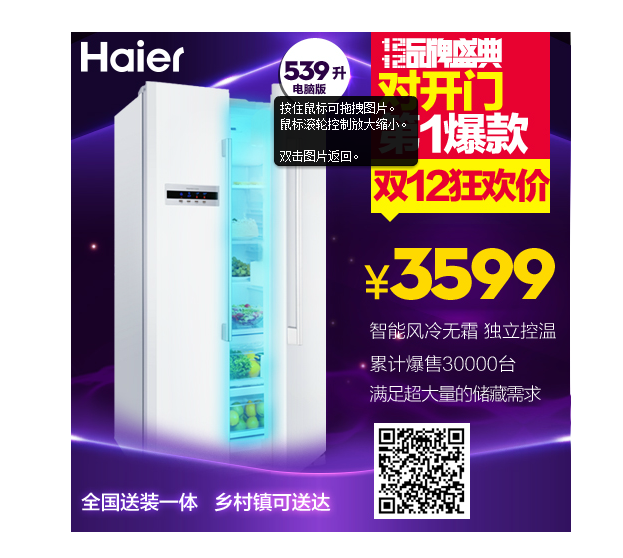 Haier
539升
电脑版
1212品牌盛典
对开门
第1爆款
双12狂欢价
按住鼠标可拖拽图片。
鼠标滚轮控制放大缩小。
双击图片返回。
¥3599
智能风冷无霜 独立控温
累计爆售30000台
满足超大量的储藏需求
全国送装一体 乡村镇可送达